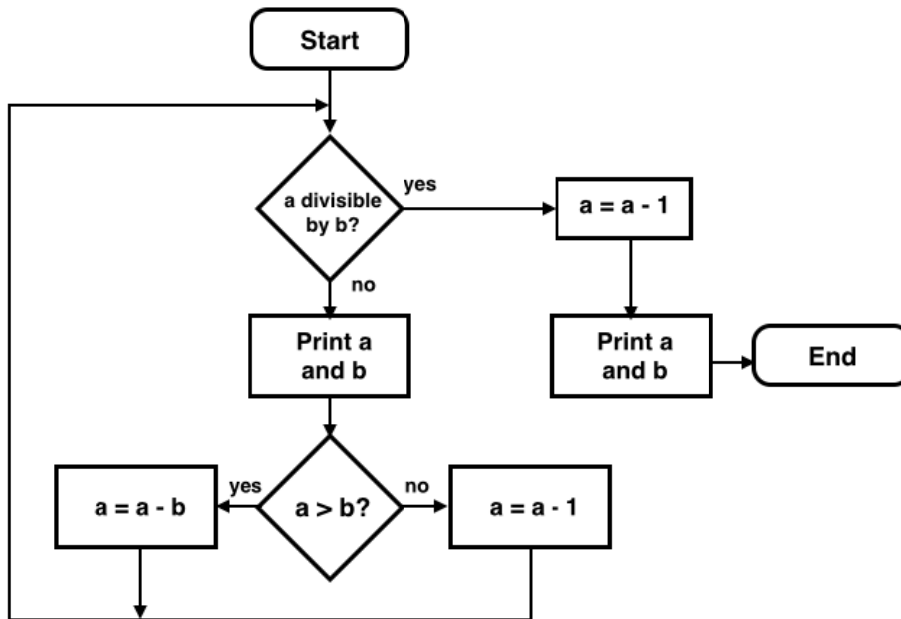 Start
a divisible
by b?
yes
a = a - 1
no
Print a
and b
Print a
and b
End
a > b?
yes
a = a - b
no
a = a - 1